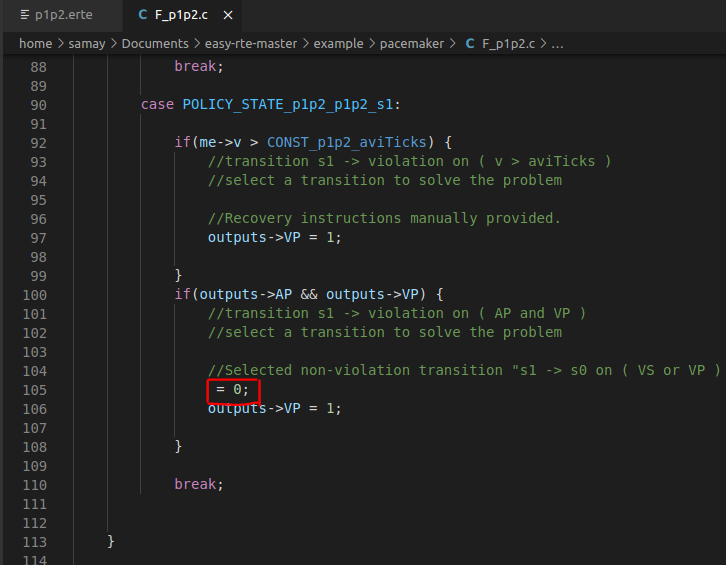 p1p2.erte
C F_p1p2.c ×
home > samay > Documents > easy-rte-master > example > pacemaker > C F_p1p2.c > ...
88 break;
89
90 case POLICY_STATE_p1p2_p1p2_s1:
91
92 if(me->v > CONST_p1p2_aviTicks) {
93 //transition s1 -> violation on ( v > aviTicks )
94 //select a transition to solve the problem
95
96 //Recovery instructions manually provided.
97 outputs->VP = 1;
98
99 }
100 if(outputs->AP && outputs->VP) {
101 //transition s1 -> violation on ( AP and VP )
102 //select a transition to solve the problem
103
104 //Selected non-violation transition "s1 -> s0 on ( VS or VP )
105 = 0;
106 outputs->VP = 1;
107
108 }
109
110 break;
111
112
113 }
114